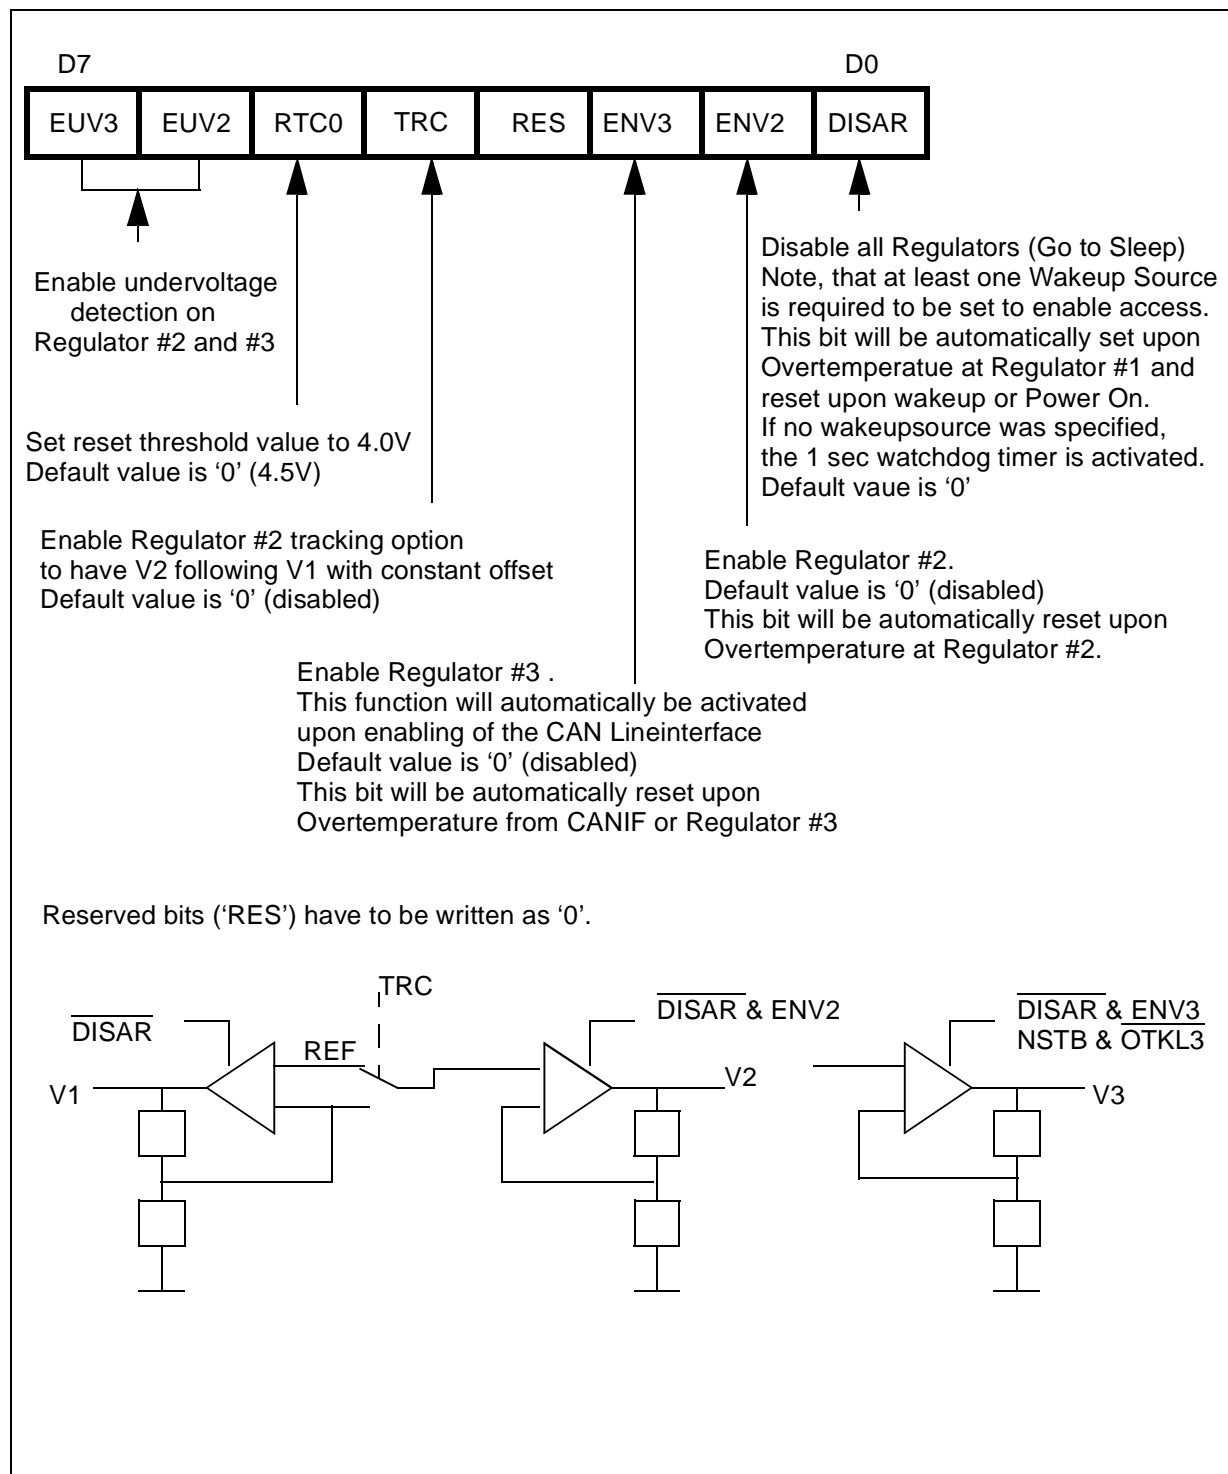 D7 D0
EUV3 EUV2 RTC0 TRC RES ENV3 ENV2 DISAR
Enable undervoltage
detection on
Regulator #2 and #3
Disable all Regulators (Go to Sleep)
Note, that at least one Wakeup Source
is required to be set to enable access.
This bit will be automatically set upon
Overtemperatue at Regulator #1 and
reset upon wakeup or Power On.
If no wakeupsource was specified,
the 1 sec watchdog timer is activated.
Default vaue is ‘0’
Set reset threshold value to 4.0V
Default value is ‘0’ (4.5V)
Enable Regulator #2 tracking option
to have V2 following V1 with constant offset
Default value is ‘0’ (disabled)
Enable Regulator #2.
Default value is ‘0’ (disabled)
This bit will be automatically reset upon
Overtemperature at Regulator #2.
Enable Regulator #3 .
This function will automatically be activated
upon enabling of the CAN Lineinterface
Default value is ‘0’ (disabled)
This bit will be automatically reset upon
Overtemperature from CANIF or Regulator #3
Reserved bits (‘RES’) have to be written as ‘0’.
TRC
DISAR
REF
V1
DISAR & ENV2
V2
DISAR & ENV3
NSTB & OTKL3
V3